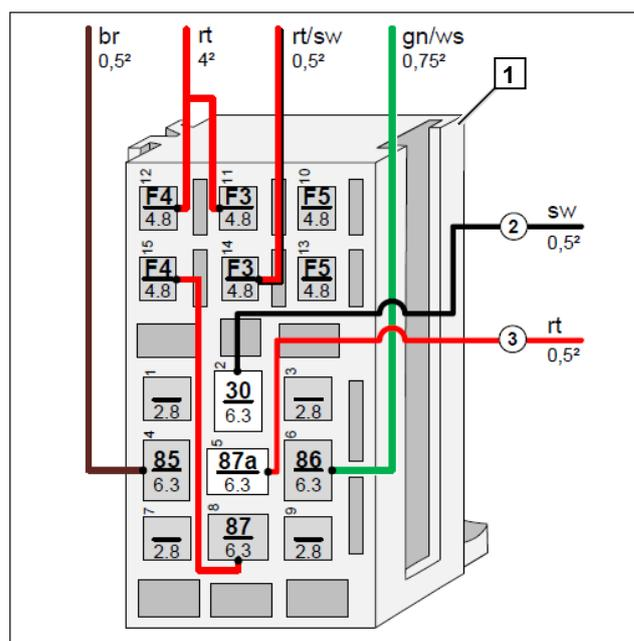 br rt rt/sw gn/ws
0,5² 4² 0,5² 0,75²
1
12 11 10
F4 F3 F5
4.8 4.8 4.8
sw
2
0,5²
15 14 13
F4 F3 F5
4.8 4.8 4.8
rt
3
0,5²
1 2 3
30
2.8 6.3 2.8
4 5 6
85 87a 86
6.3 6.3 6.3
7 8 9
87
2.8 6.3 2.8